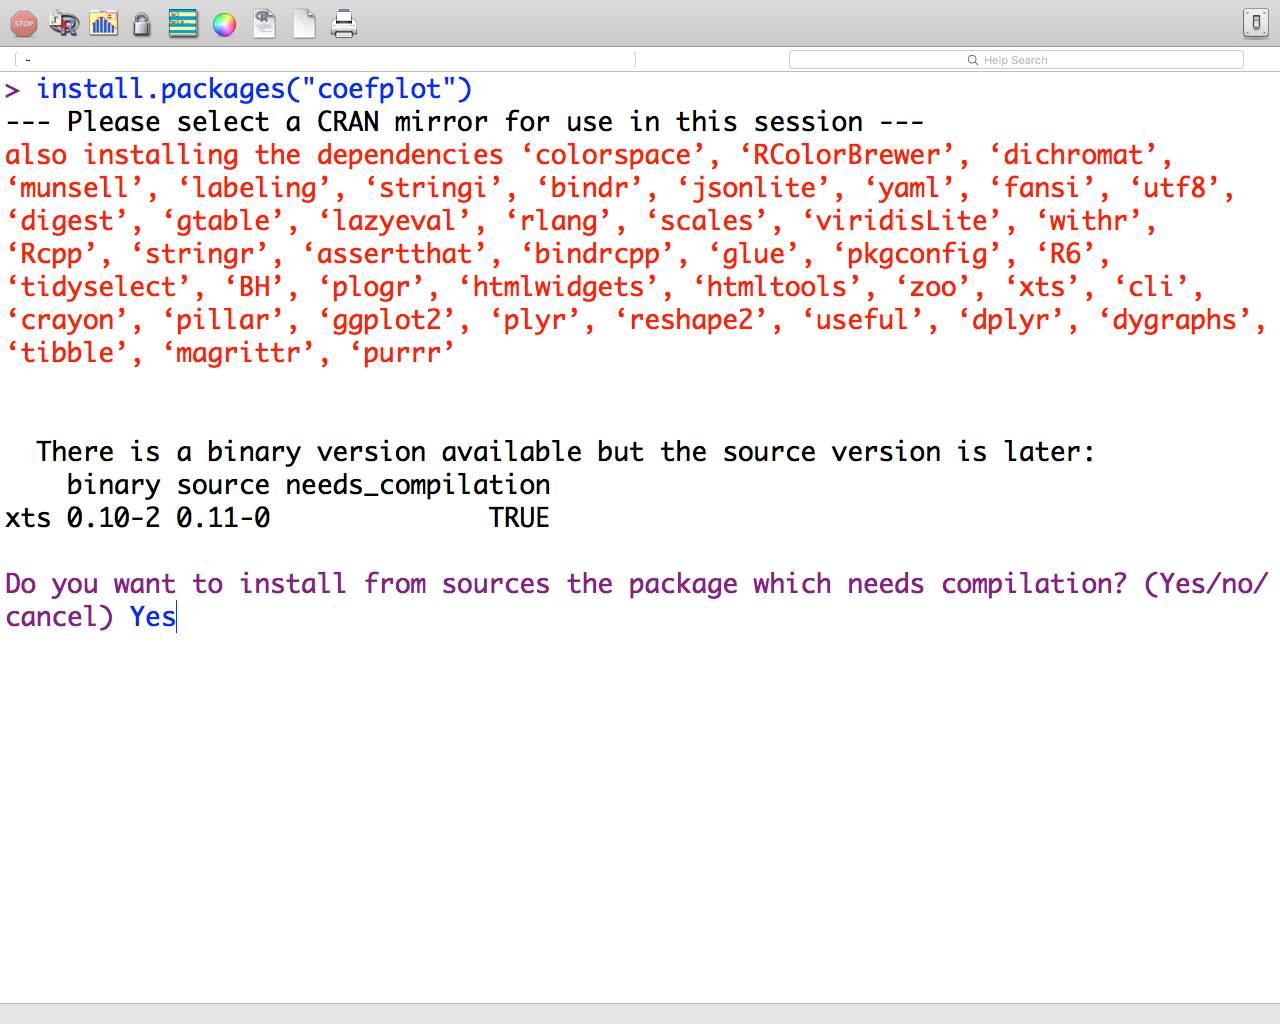 STOP
~
Help Search
> install.packages("coefplot")
--- Please select a CRAN mirror for use in this session ---
also installing the dependencies ‘colorspace’, ‘RColorBrewer’, ‘dichromat’,
‘munsell’, ‘labeling’, ‘stringi’, ‘bindr’, ‘jsonlite’, ‘yaml’, ‘fansi’, ‘utf8’,
‘digest’, ‘gtable’, ‘lazyeval’, ‘rlang’, ‘scales’, ‘viridisLite’, ‘withr’,
‘Rcpp’, ‘stringr’, ‘assertthat’, ‘bindrcpp’, ‘glue’, ‘pkgconfig’, ‘R6’,
‘tidyselect’, ‘BH’, ‘plogr’, ‘htmlwidgets’, ‘htmltools’, ‘zoo’, ‘xts’, ‘cli’,
‘crayon’, ‘pillar’, ‘ggplot2’, ‘plyr’, ‘reshape2’, ‘useful’, ‘dplyr’, ‘dygraphs’,
‘tibble’, ‘magrittr’, ‘purrr’
There is a binary version available but the source version is later:
binary source needs_compilation
xts 0.10-2 0.11-0 TRUE
Do you want to install from sources the package which needs compilation? (Yes/no/
cancel) Yes